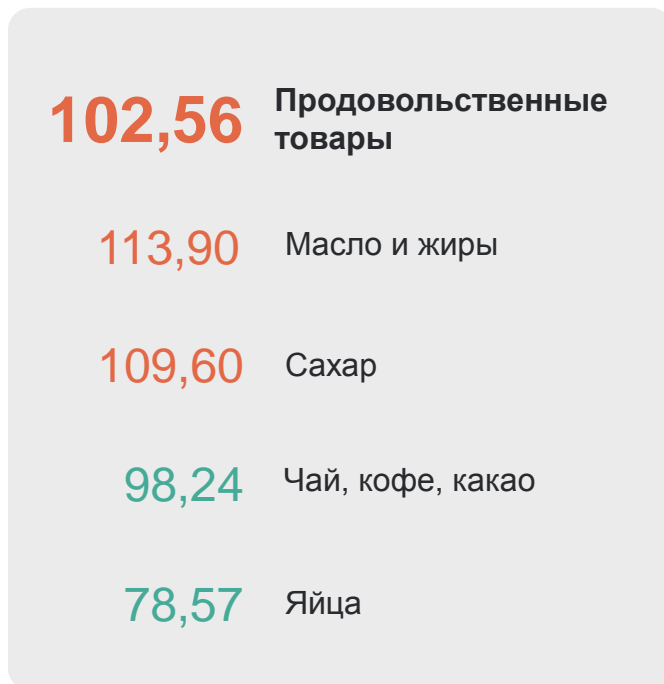 102,56 Продовольственные
товары
113,90 Масло и жиры
109,60 Сахар
98,24 Чай, кофе, какао
78,57 Яйца